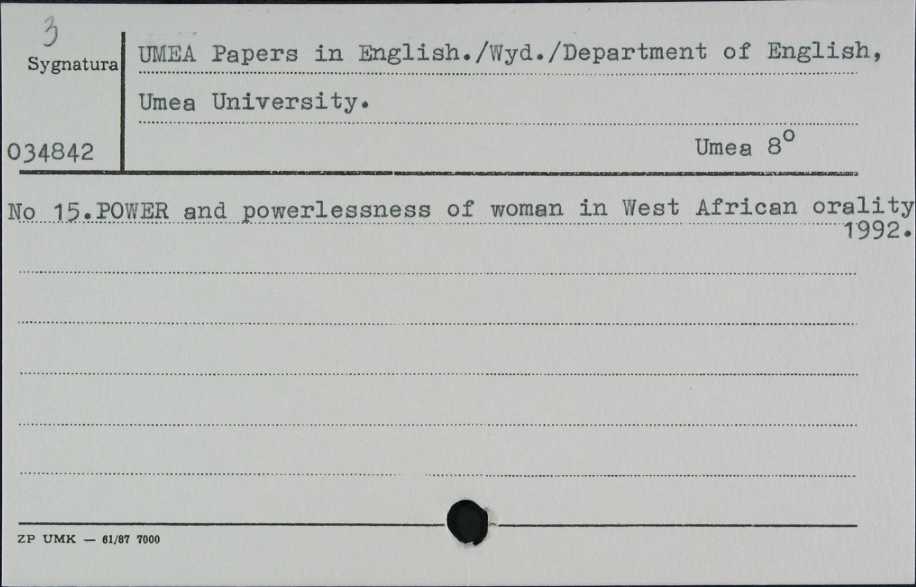 3
Sygnatura
UMEA Papers in English./Wyd./Department of English,
Umea University.
034842
Umea 8⁰
No 15.POWER and powerlessness of woman in West African orality
1992.
ZP UMK — 61/87 7000